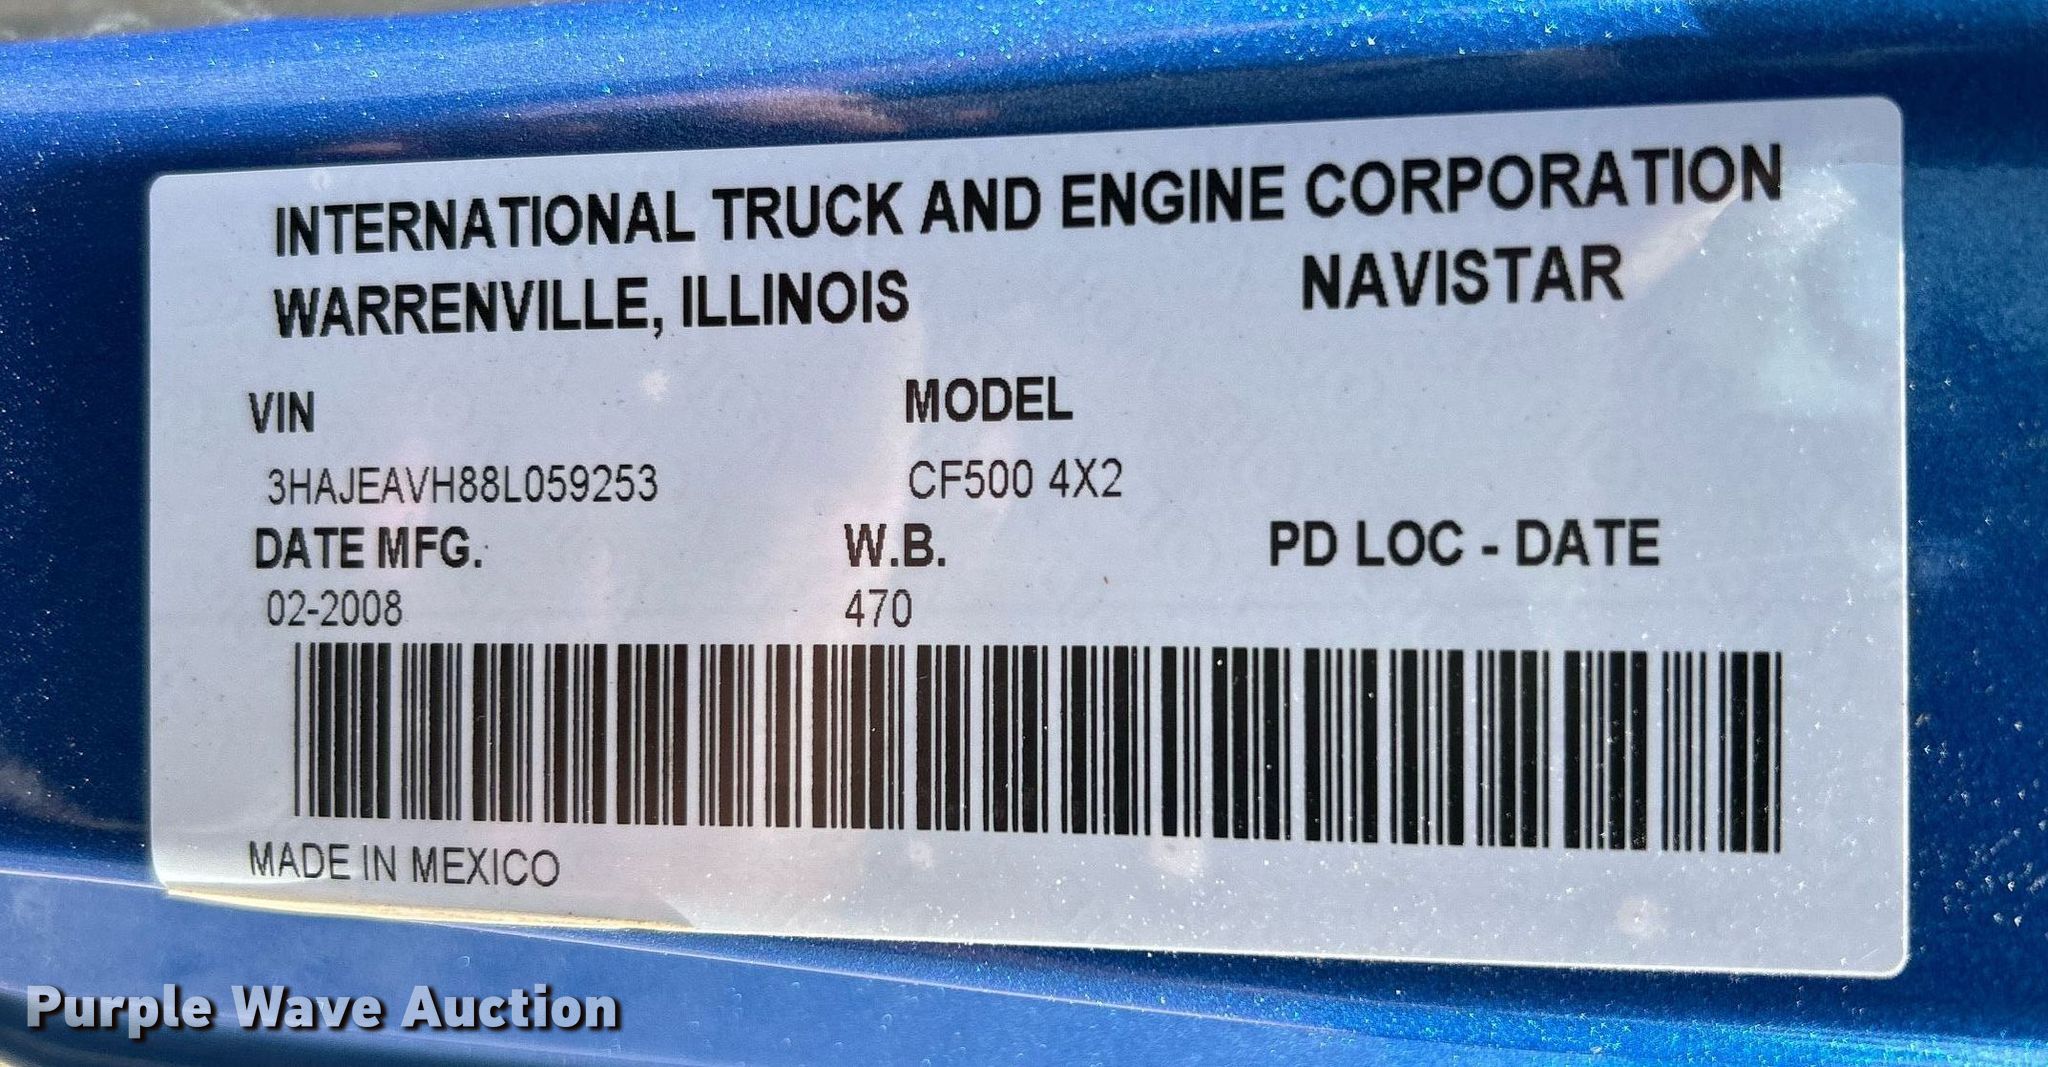 INTERNATIONAL TRUCK AND ENGINE CORPORATION
WARRENVILLE, ILLINOIS NAVISTAR
VIN MODEL
3HAJEAVH88L059253 CF500 4X2
DATE MFG. W.B. PD LOC - DATE
02-2008 470
MADE IN MEXICO
Purple Wave Auction